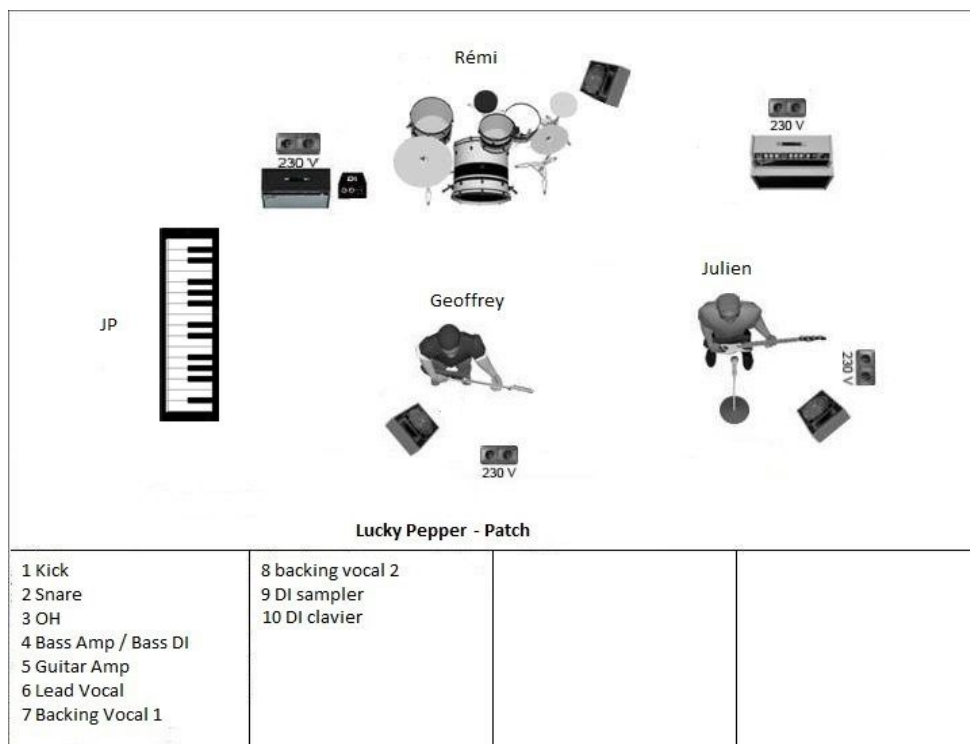 Rémi
230 V
230 V
DI
Julien
Geoffrey
JP
230 V
230 V
Lucky Pepper - Patch
1 Kick
2 Snare
3 OH
4 Bass Amp / Bass DI
5 Guitar Amp
6 Lead Vocal
7 Backing Vocal 1
8 backing vocal 2
9 DI sampler
10 DI clavier